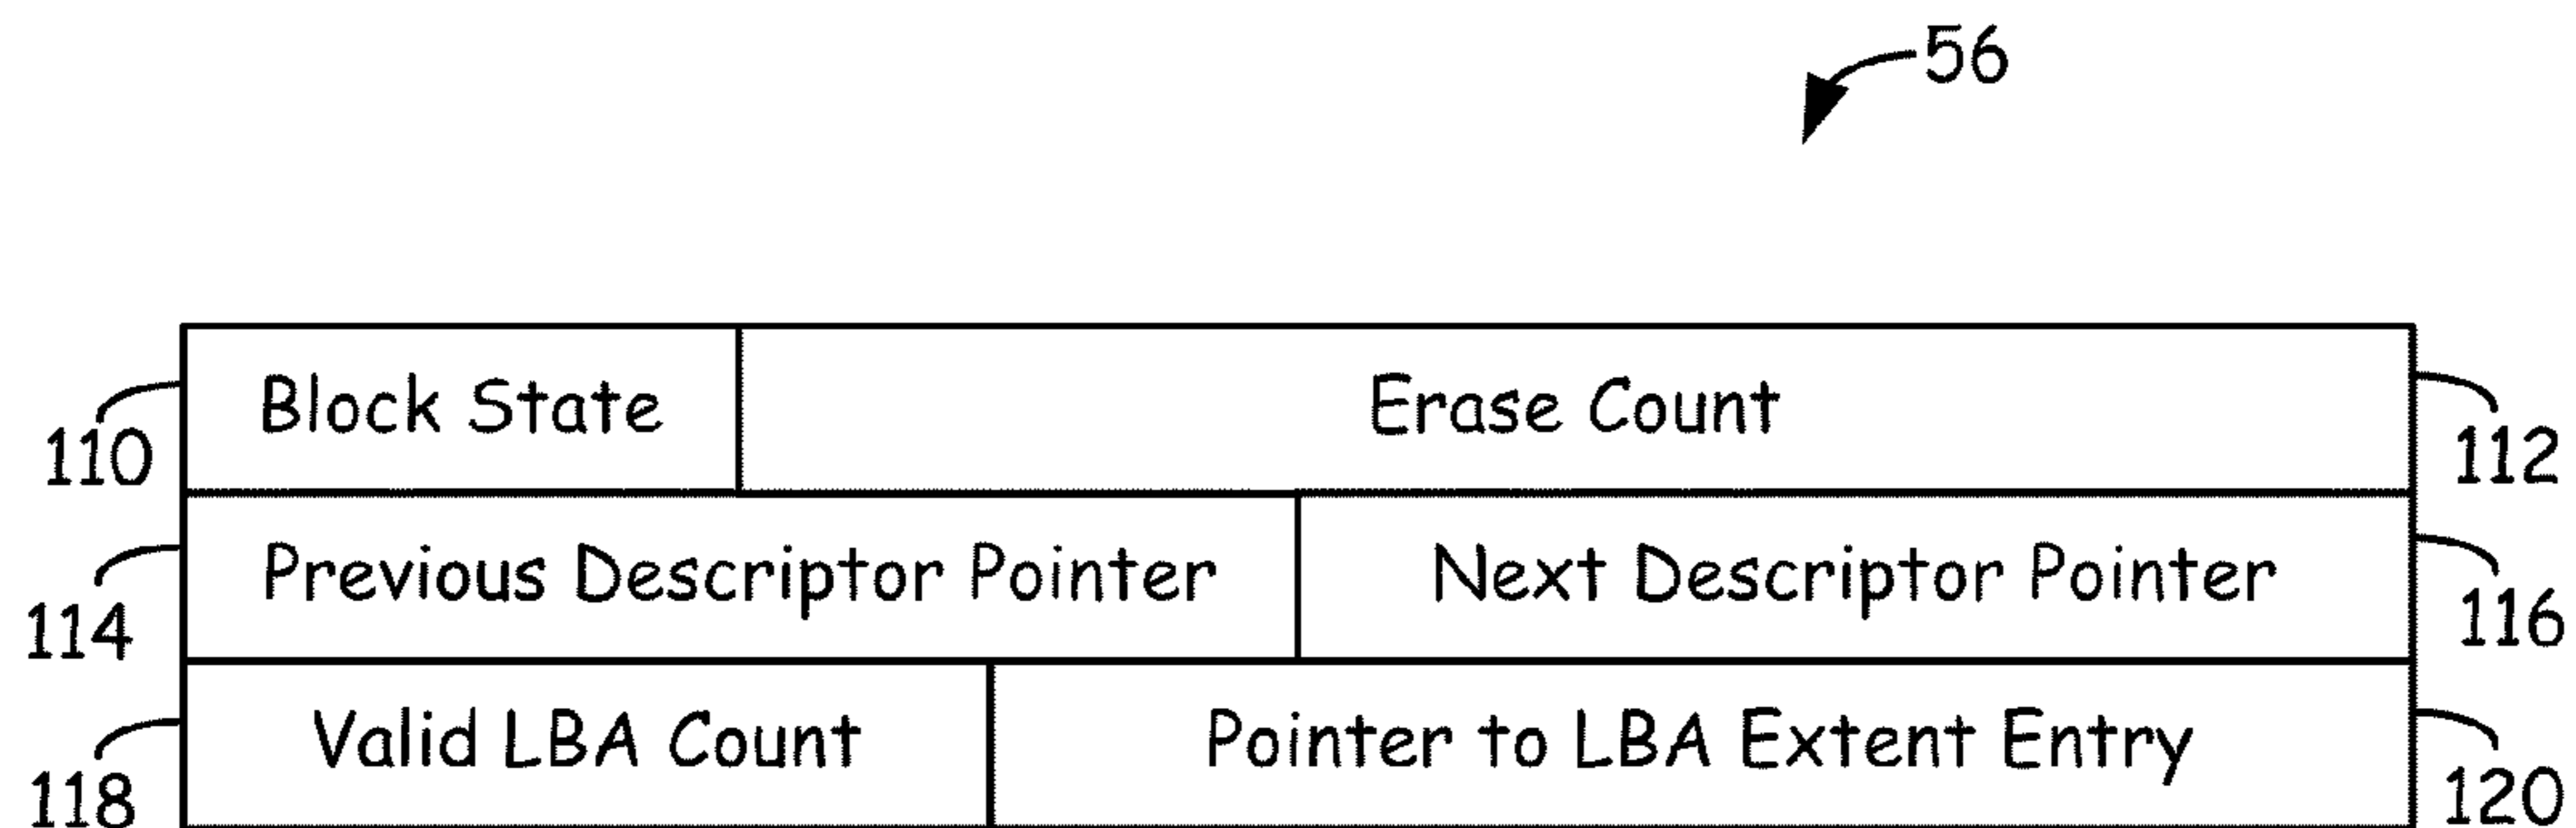 56
110 Block State Erase Count 112
114 Previous Descriptor Pointer Next Descriptor Pointer 116
118 Valid LBA Count Pointer to LBA Extent Entry 120